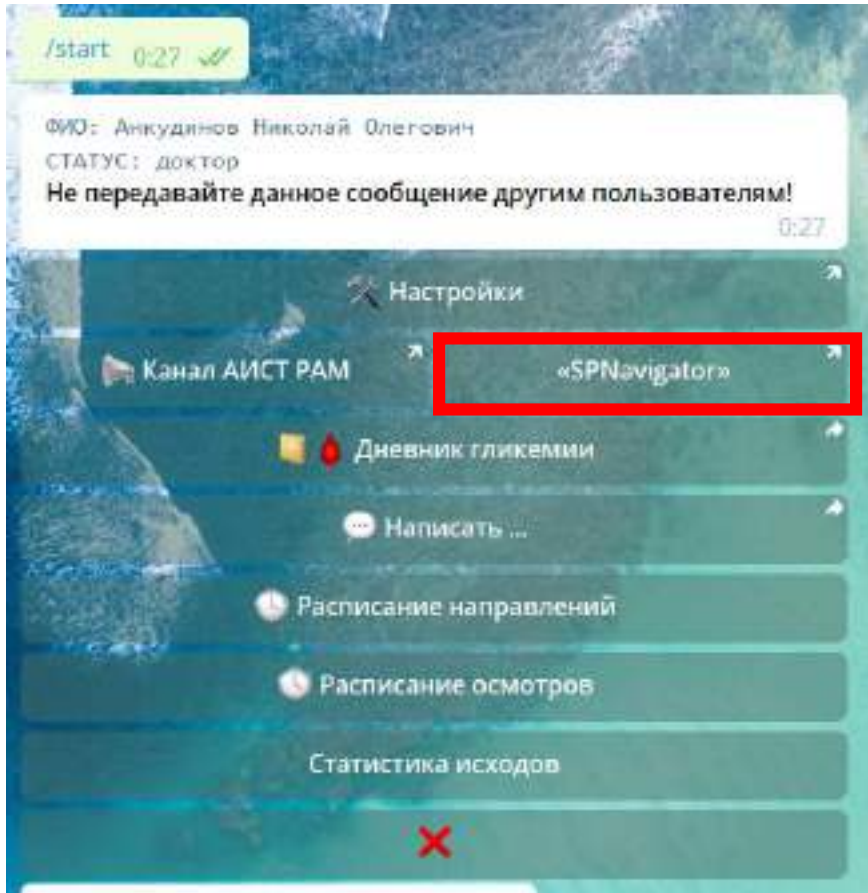 /start 0:27
ФИО: Анкудинов Николай Олегович
СТАТУС: доктор
Не передавайте данное сообщение другим пользователям!
0:27
Настройки
Канал АИСТ РАМ
«SPNavigator»
Дневник гликемии
Написать ...
Расписание направлений
Расписание осмотров
Статистика исходов